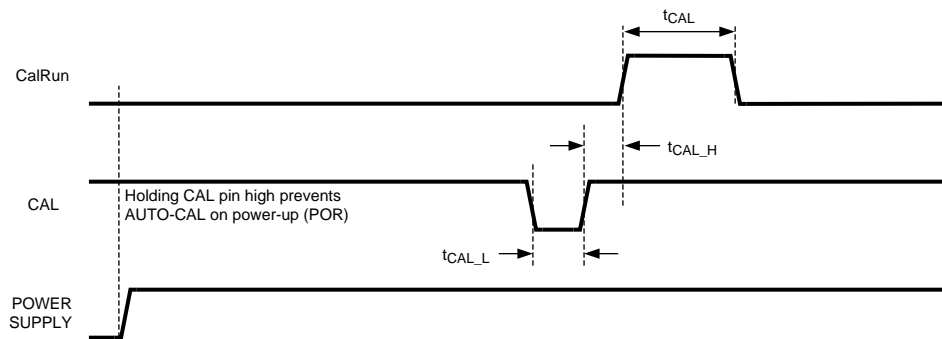 tCAL
CalRun
tCAL_H
CAL
Holding CAL pin high prevents
AUTO-CAL on power-up (POR)
tCAL_L
POWER
SUPPLY